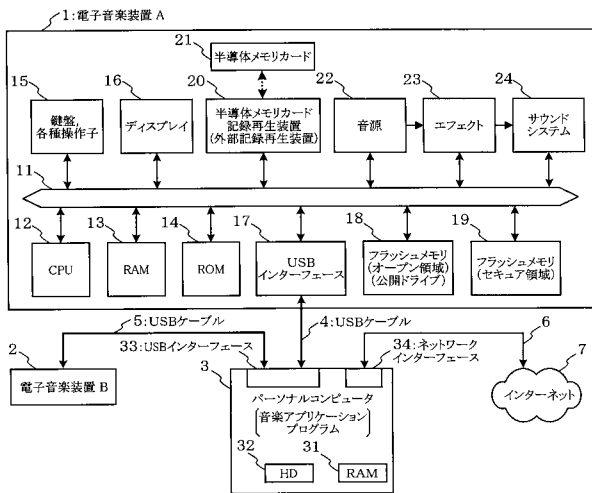 1:電子音楽装置 A
21
半導体メモリカード
15
16
20
22
23
24
鍵盤,
各種操作子
ディスプレイ
半導体メモリカード
記録再生装置
(外部記録再生装置)
音源
エフェクト
サウンド
システム
11
12
13
14
17
18
19
CPU
RAM
ROM
USB
インターフェース
フラッシュメモリ
(オープン領域)
(公開ドライブ)
フラッシュメモリ
(セキュア領域)
5:USBケーブル
4:USBケーブル
6
2
33:USBインターフェース
34:ネットワーク
インターフェース
7
3
電子音楽装置 B
パーソナルコンピュータ
音楽アプリケーション
プログラム
インターネット
32
31
HD
RAM